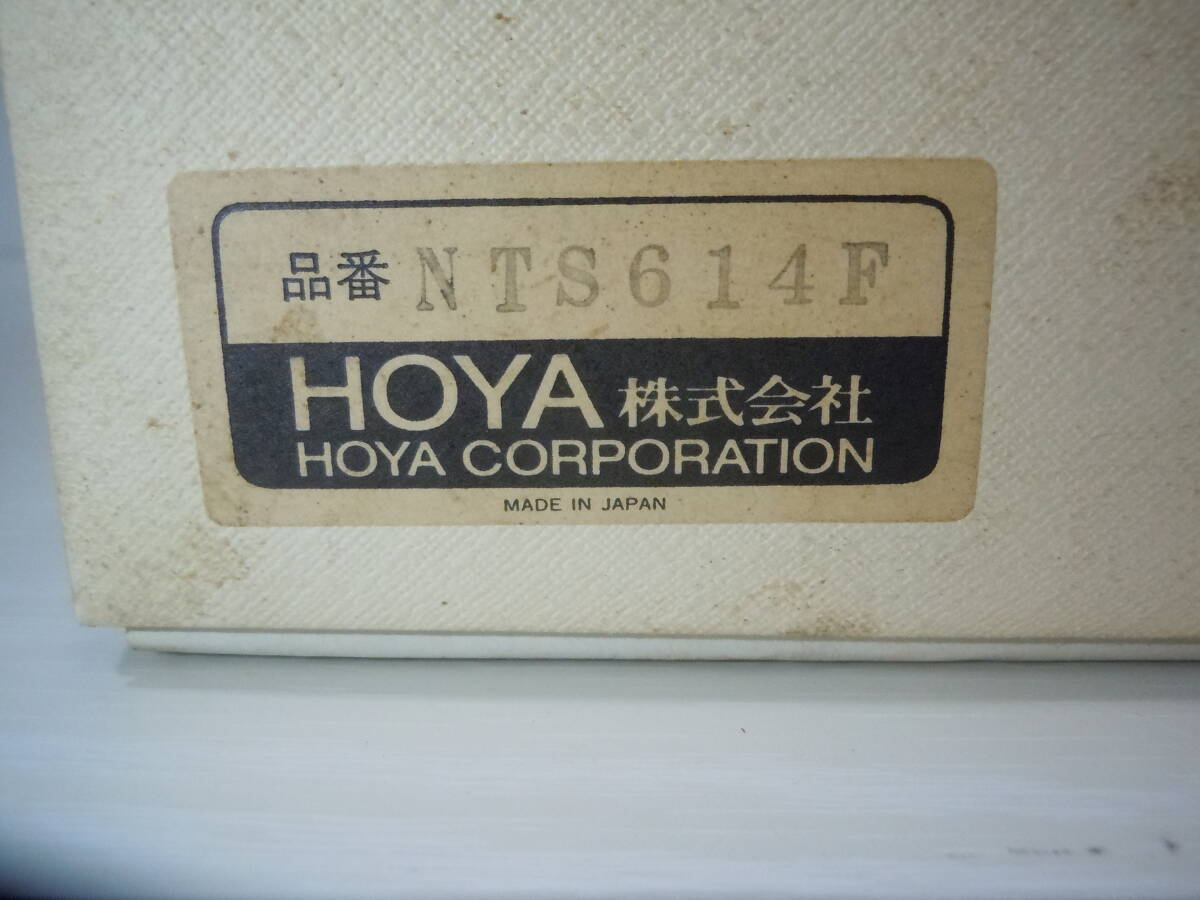 品番 NTS614F
HOYA 株式会社
HOYA CORPORATION
MADE IN JAPAN